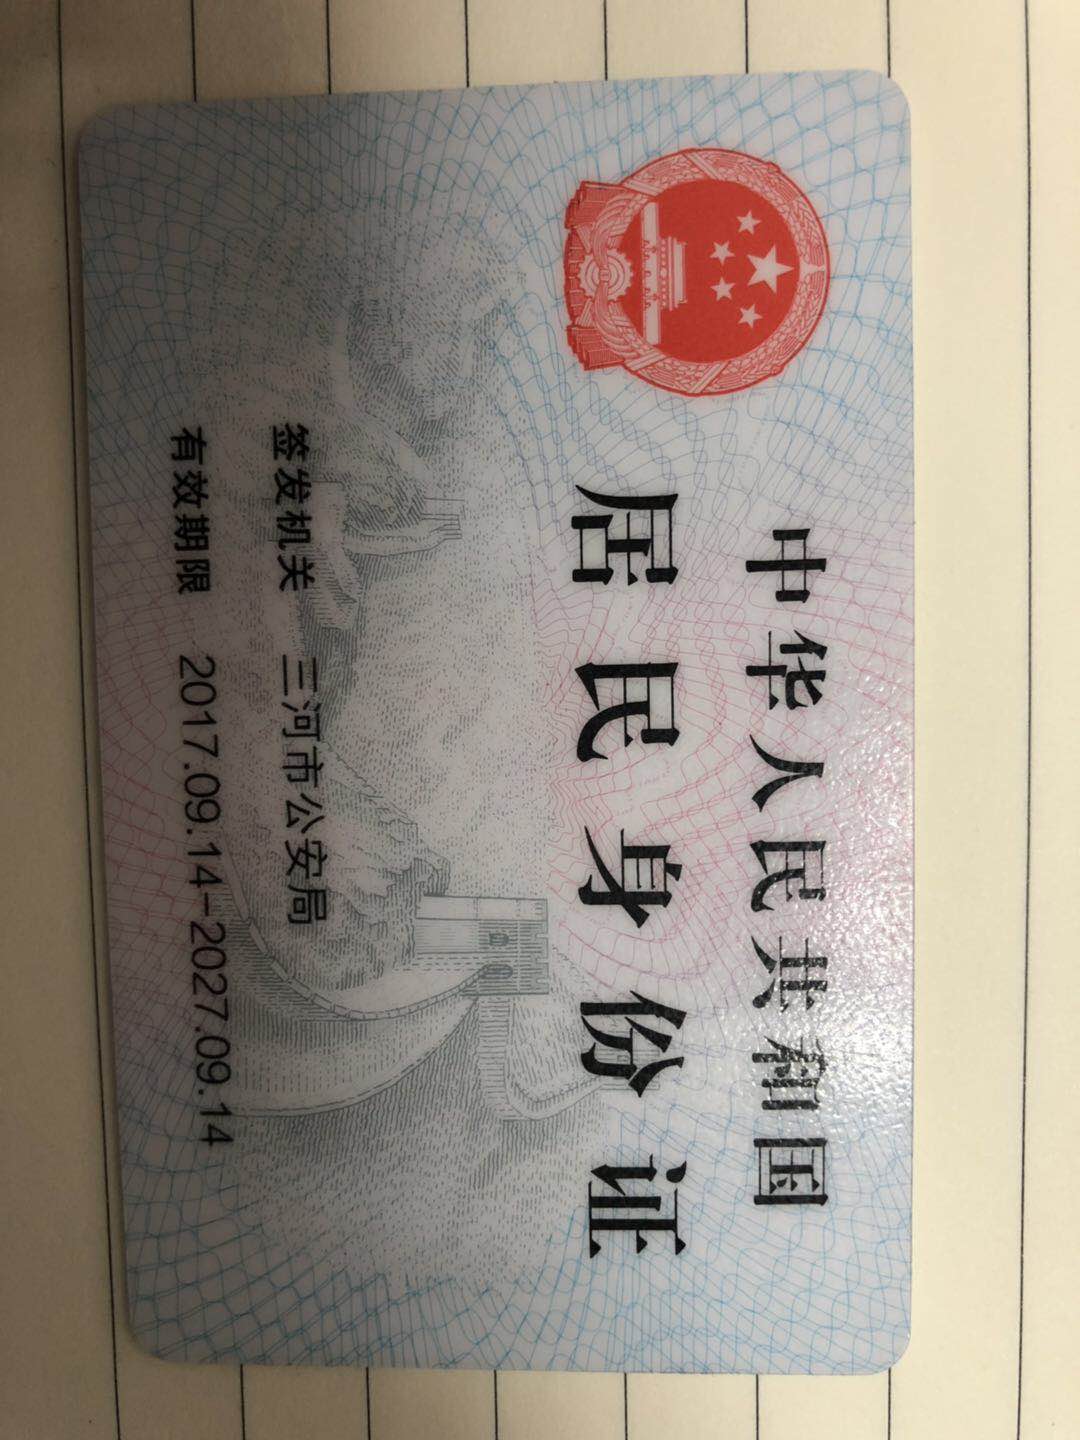 中华人民共和国
居民身份证
签发机关 三河市公安局
有效期限 2017.09.14-2027.09.14